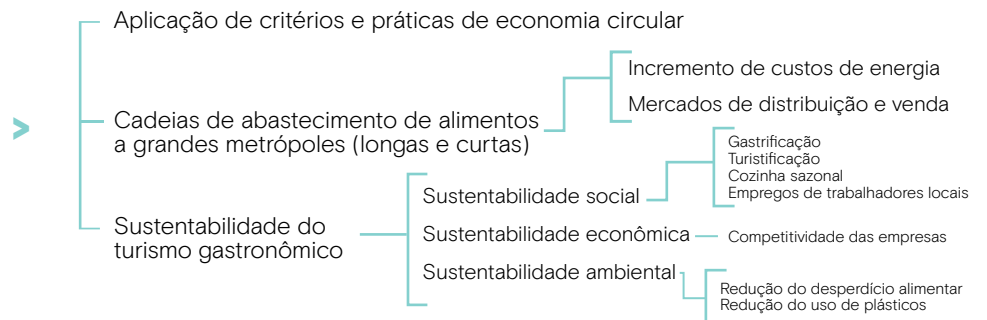 Aplicação de critérios e práticas de economia circular
Cadeias de abastecimento de alimentos
a grandes metrópoles (longas e curtas)
Incremento de custos de energia
Mercados de distribuição e venda
Sustentabilidade do
turismo gastronômico
Sustentabilidade social
Gastrificação
Turistificação
Cozinha sazonal
Empregos de trabalhadores locais
Sustentabilidade econômica
Competitividade das empresas
Sustentabilidade ambiental
Redução do desperdício alimentar
Redução do uso de plásticos